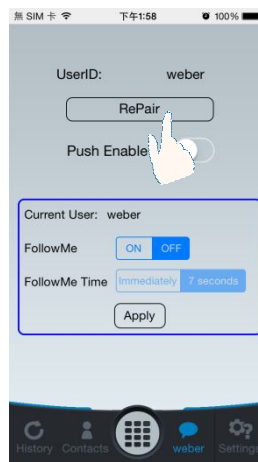 無 SIM 卡 下午1:58 100%
UserID: weber
RePair
Push Enable
Current User: weber
FollowMe ON OFF
FollowMe Time Immediately 7 seconds
Apply
History Contacts weber Settings